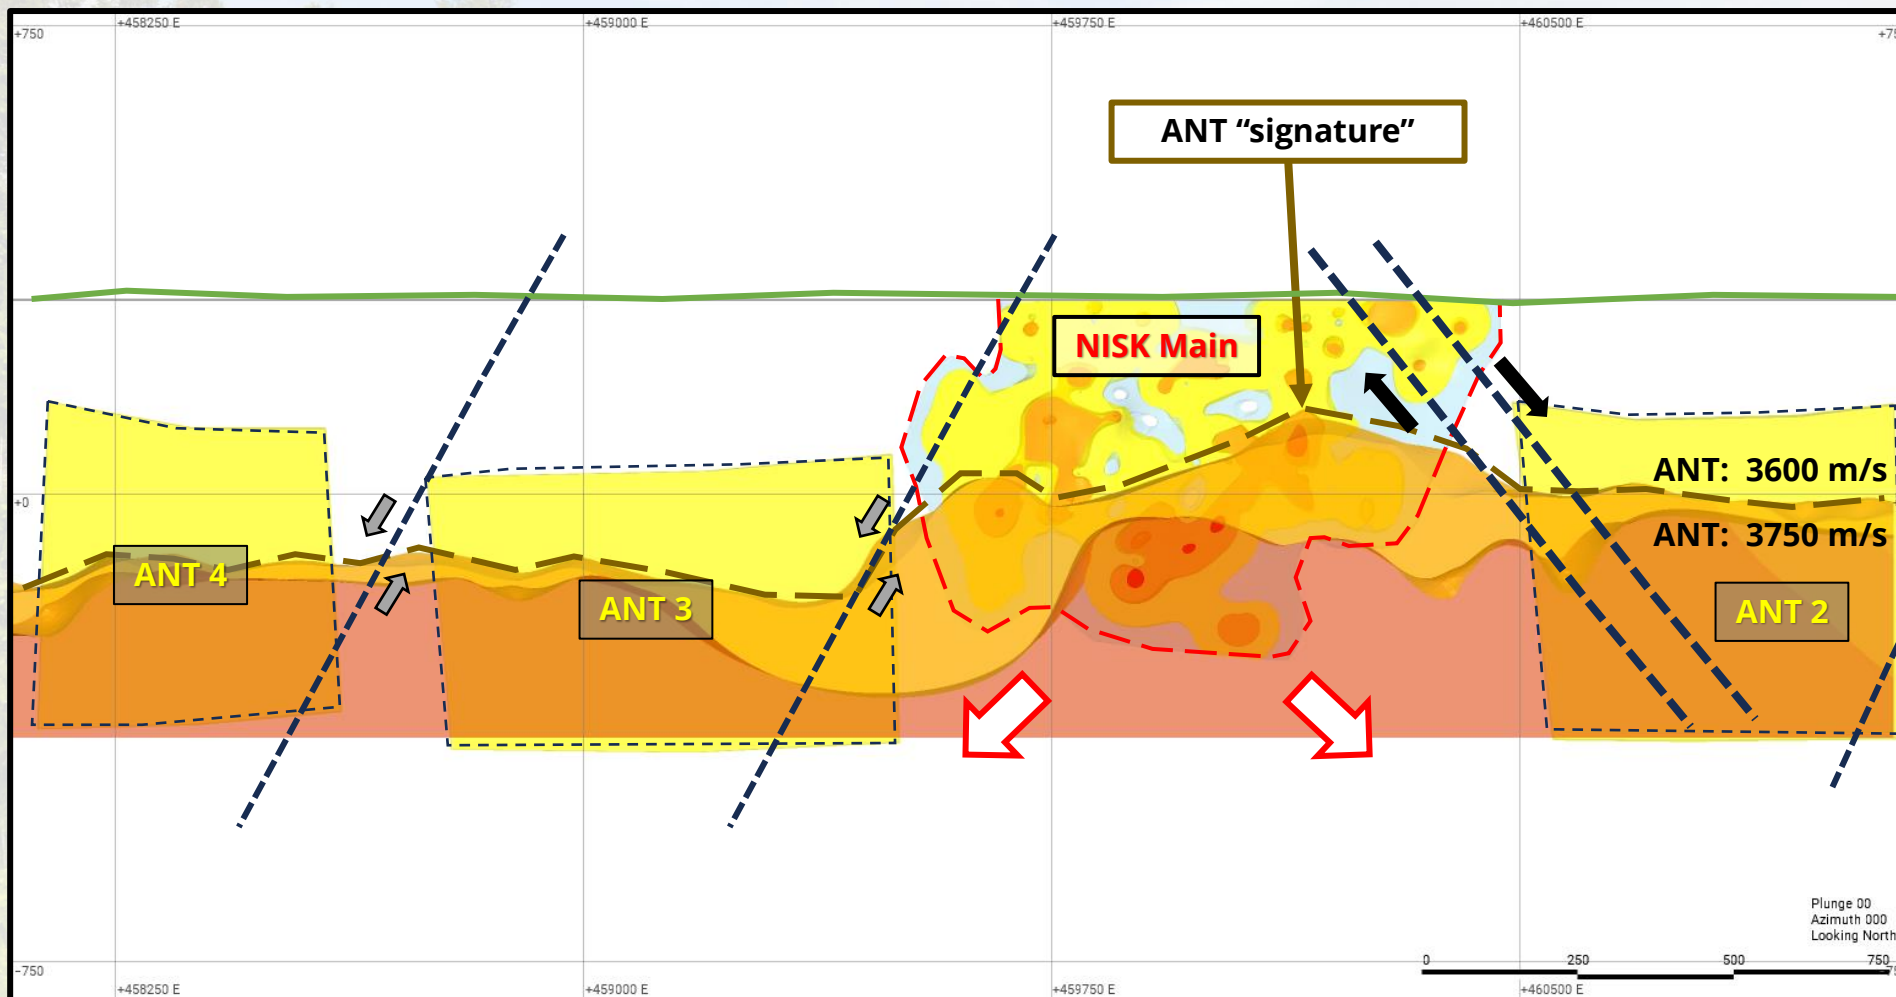 +458250 E
+459000 E
+459750 E
+460500 E
+750
ANT “signature”
NISK Main
ANT: 3600 m/s
+0
ANT: 3750 m/s
ANT 4
ANT 3
ANT 2
Plunge 00
Azimuth 000
Looking North
0 250 500 750
-750
+458250 E
+459000 E
+459750 E
+460500 E